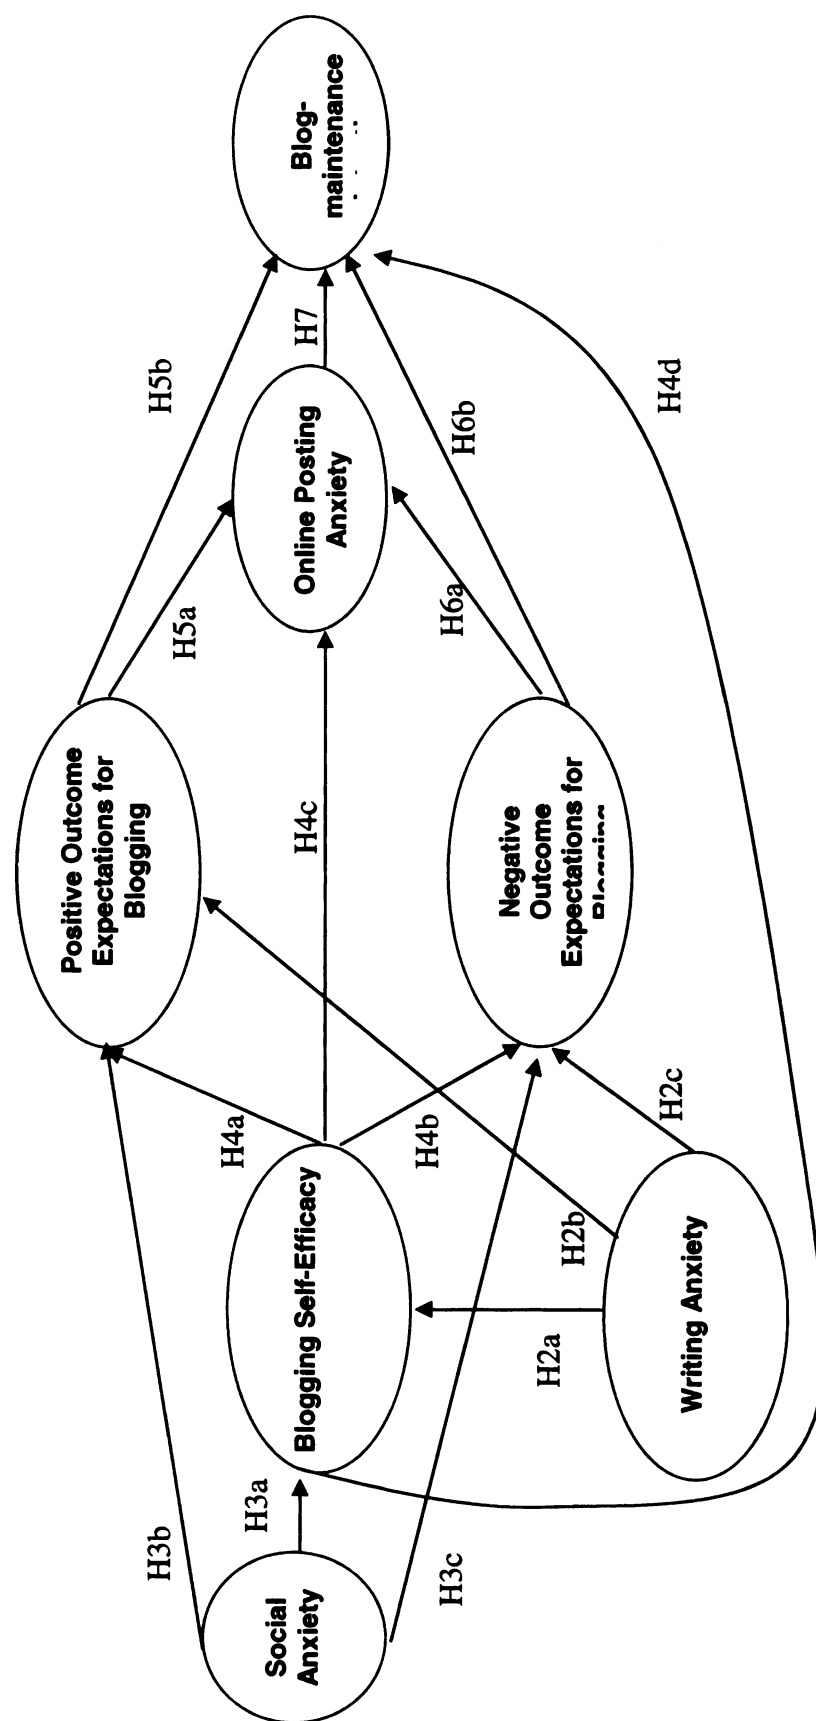 Social
Anxiety
H3b
H3a
H3c
Blogging Self-Efficacy
Writing Anxiety
H2a
H2b
H2c
H4a
H4b
H4c
H4d
Positive Outcome
Expectations for
Blogging
Negative
Outcome
Expectations for
Blogging
H5a
H5b
H6a
H6b
Online Posting
Anxiety
H7
Blog-
maintenance